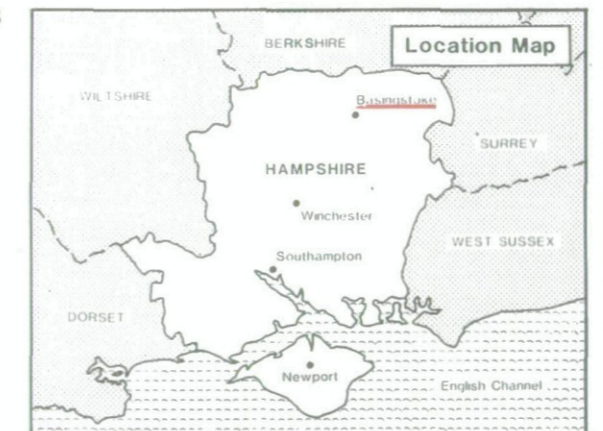 Location Map
BERKSHIRE
WILTSHIRE
Basingstoke
SURREY
HAMPSHIRE
Winchester
WEST SUSSEX
Southampton
DORSET
Newport
English Channel